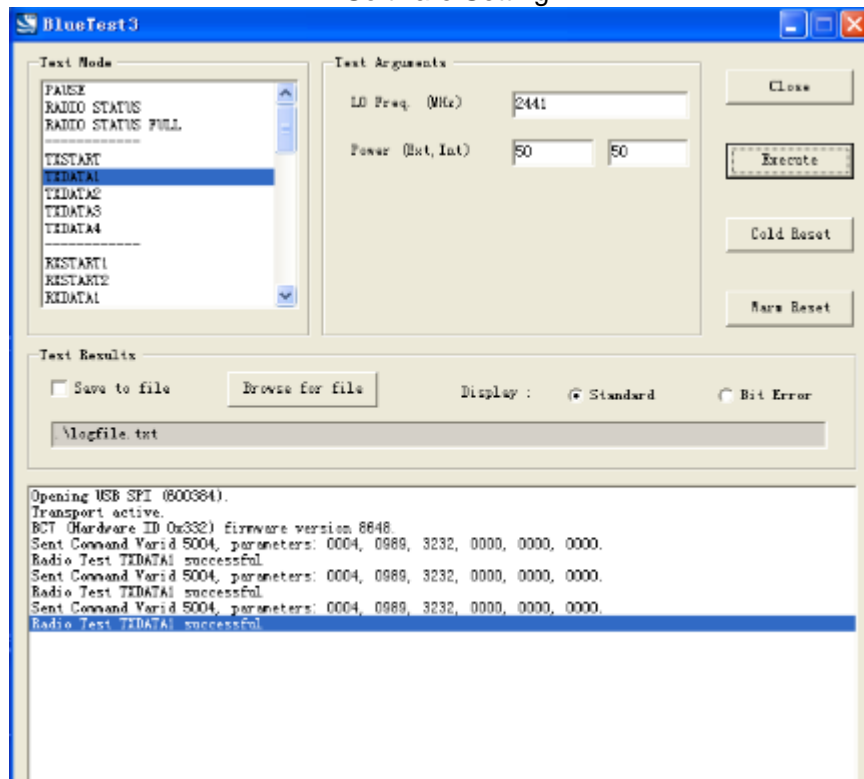 Software Setting
BlueTest3
Test Mode
PAUSE
RADIO STATUS
RADIO STATUS FULL
------------
TXSTART
TXDATA1
TXDATA2
TXDATA3
TXDATA4
------------
RXSTART1
RXSTART2
RXDATA1
Test Arguments
LO Freq. (MHz) 2441
Power (Ext, Int) 50 50
Close
Execute
Cold Reset
Warm Reset
Test Results
Save to file Browse for file Display : Standard Bit Error
.\logfile.txt
Opening USB SPI (600384).
Transport active.
BCT (Hardware ID 0x332) firmware version 8648.
Sent Command Varid 5004, parameters: 0004, 0989, 3232, 0000, 0000, 0000.
Radio Test TXDATA1 successful
Sent Command Varid 5004, parameters: 0004, 0989, 3232, 0000, 0000, 0000.
Radio Test TXDATA1 successful
Sent Command Varid 5004, parameters: 0004, 0989, 3232, 0000, 0000, 0000.
Radio Test TXDATA1 successful